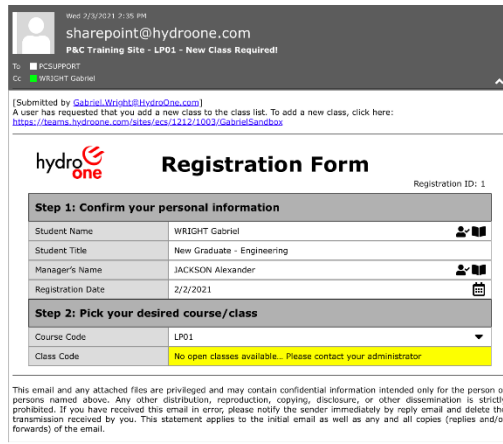 Wed 2/3/2021 2:35 PM
sharepoint@hydroone.com
P&C Training Site - LP01 - New Class Required!
To PCSUPPORT
Cc WRIGHT Gabriel
[Submitted by Gabriel.Wright@HydroOne.com]
A user has requested that you add a new class to the class list. To add a new class, click here:
https://teams.hydroone.com/sites/ecs/1212/1003/GabrielSandbox
hydro one
Registration Form
Registration ID: 1
Step 1: Confirm your personal information
Student Name WRIGHT Gabriel
Student Title New Graduate - Engineering
Manager's Name JACKSON Alexander
Registration Date 2/2/2021
Step 2: Pick your desired course/class
Course Code LP01
Class Code No open classes available... Please contact your administrator
This email and any attached files are privileged and may contain confidential information intended only for the person o
persons named above. Any other distribution, reproduction, copying, disclosure, or other dissemination is strictl
prohibited. If you have received this email in error, please notify the sender immediately by reply email and delete the
transmission received by you. This statement applies to the initial email as well as any and all copies (replies and/o
forwards) of the email.